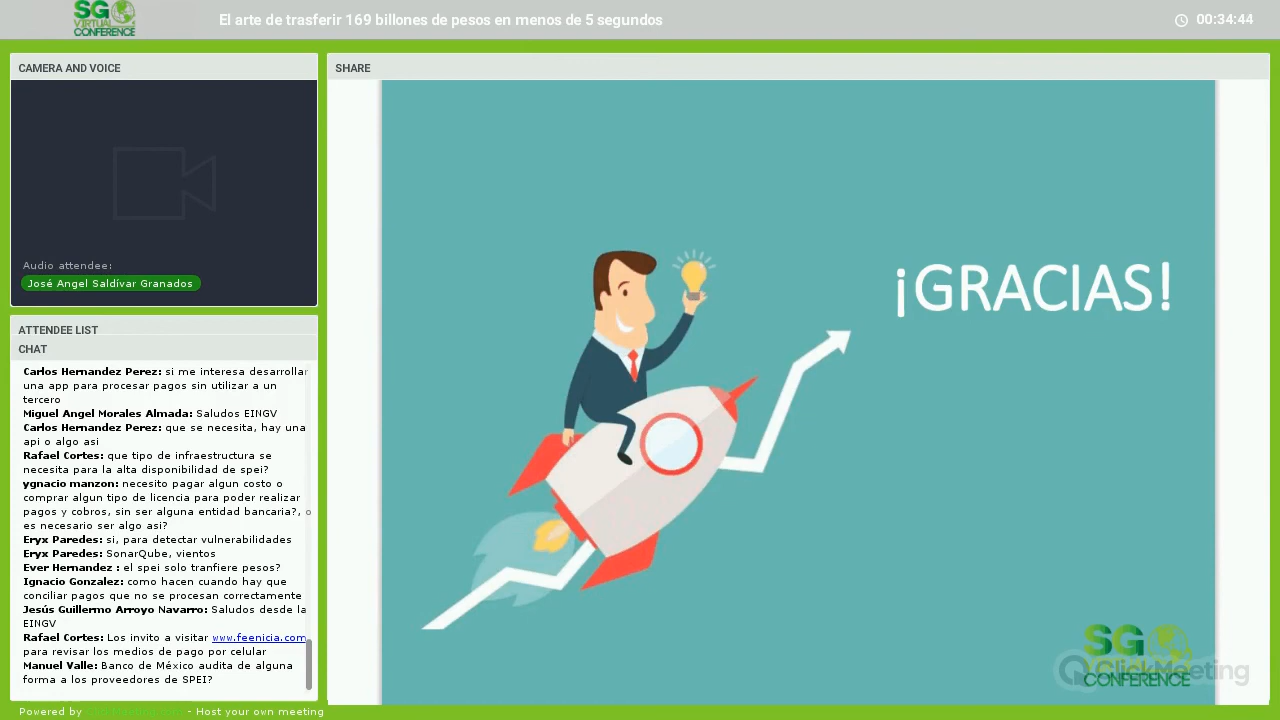 SG
VIRTUAL
CONFERENCE
El arte de trasferir 169 billones de pesos en menos de 5 segundos
00:34:44
CAMERA AND VOICE
Audio attendee:
José Angel Saldívar Granados
ATTENDEE LIST
CHAT
Carlos Hernandez Perez: si me interesa desarrollar
una app para procesar pagos sin utilizar a un
tercero
Miguel Angel Morales Almada: Saludos EINGV
Carlos Hernandez Perez: que se necesita, hay una
api o algo asi
Rafael Cortes: que tipo de infraestructura se
necesita para la alta disponibilidad de spei?
ygnacio manzon: necesito pagar algun costo o
comprar algun tipo de licencia para poder realizar
pagos y cobros, sin ser alguna entidad bancaria?, o
es necesario ser algo asi?
Eryx Paredes: si, para detectar vulnerabilidades
Eryx Paredes: SonarQube, vientos
Ever Hernandez : el spei solo tranfiere pesos?
Ignacio Gonzalez: como hacen cuando hay que
conciliar pagos que no se procesan correctamente
Jesús Guillermo Arroyo Navarro: Saludos desde la
EINGV
Rafael Cortes: Los invito a visitar www.feenicia.com
para revisar los medios de pago por celular
Manuel Valle: Banco de México audita de alguna
forma a los proveedores de SPEI?
Powered by - Host your own meeting
SHARE
¡GRACIAS!
SG
ClickMeeting
CONFERENCE